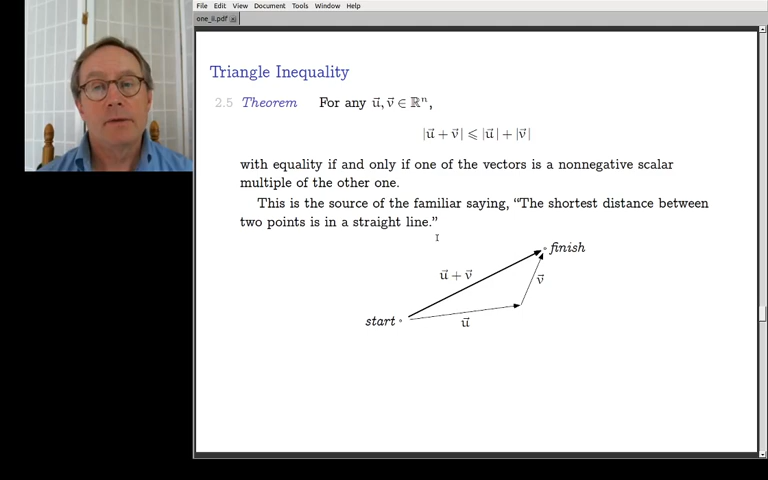 File Edit View Document Tools Window Help
one_ii.pdf
Triangle Inequality
2.5 Theorem For any u⃗, v⃗ ∈ ℝⁿ,
|u⃗ + v⃗| ⩽ |u⃗| + |v⃗|
with equality if and only if one of the vectors is a nonnegative scalar
multiple of the other one.
This is the source of the familiar saying, “The shortest distance between
two points is in a straight line.”
finish
u⃗ + v⃗
v⃗
start
u⃗